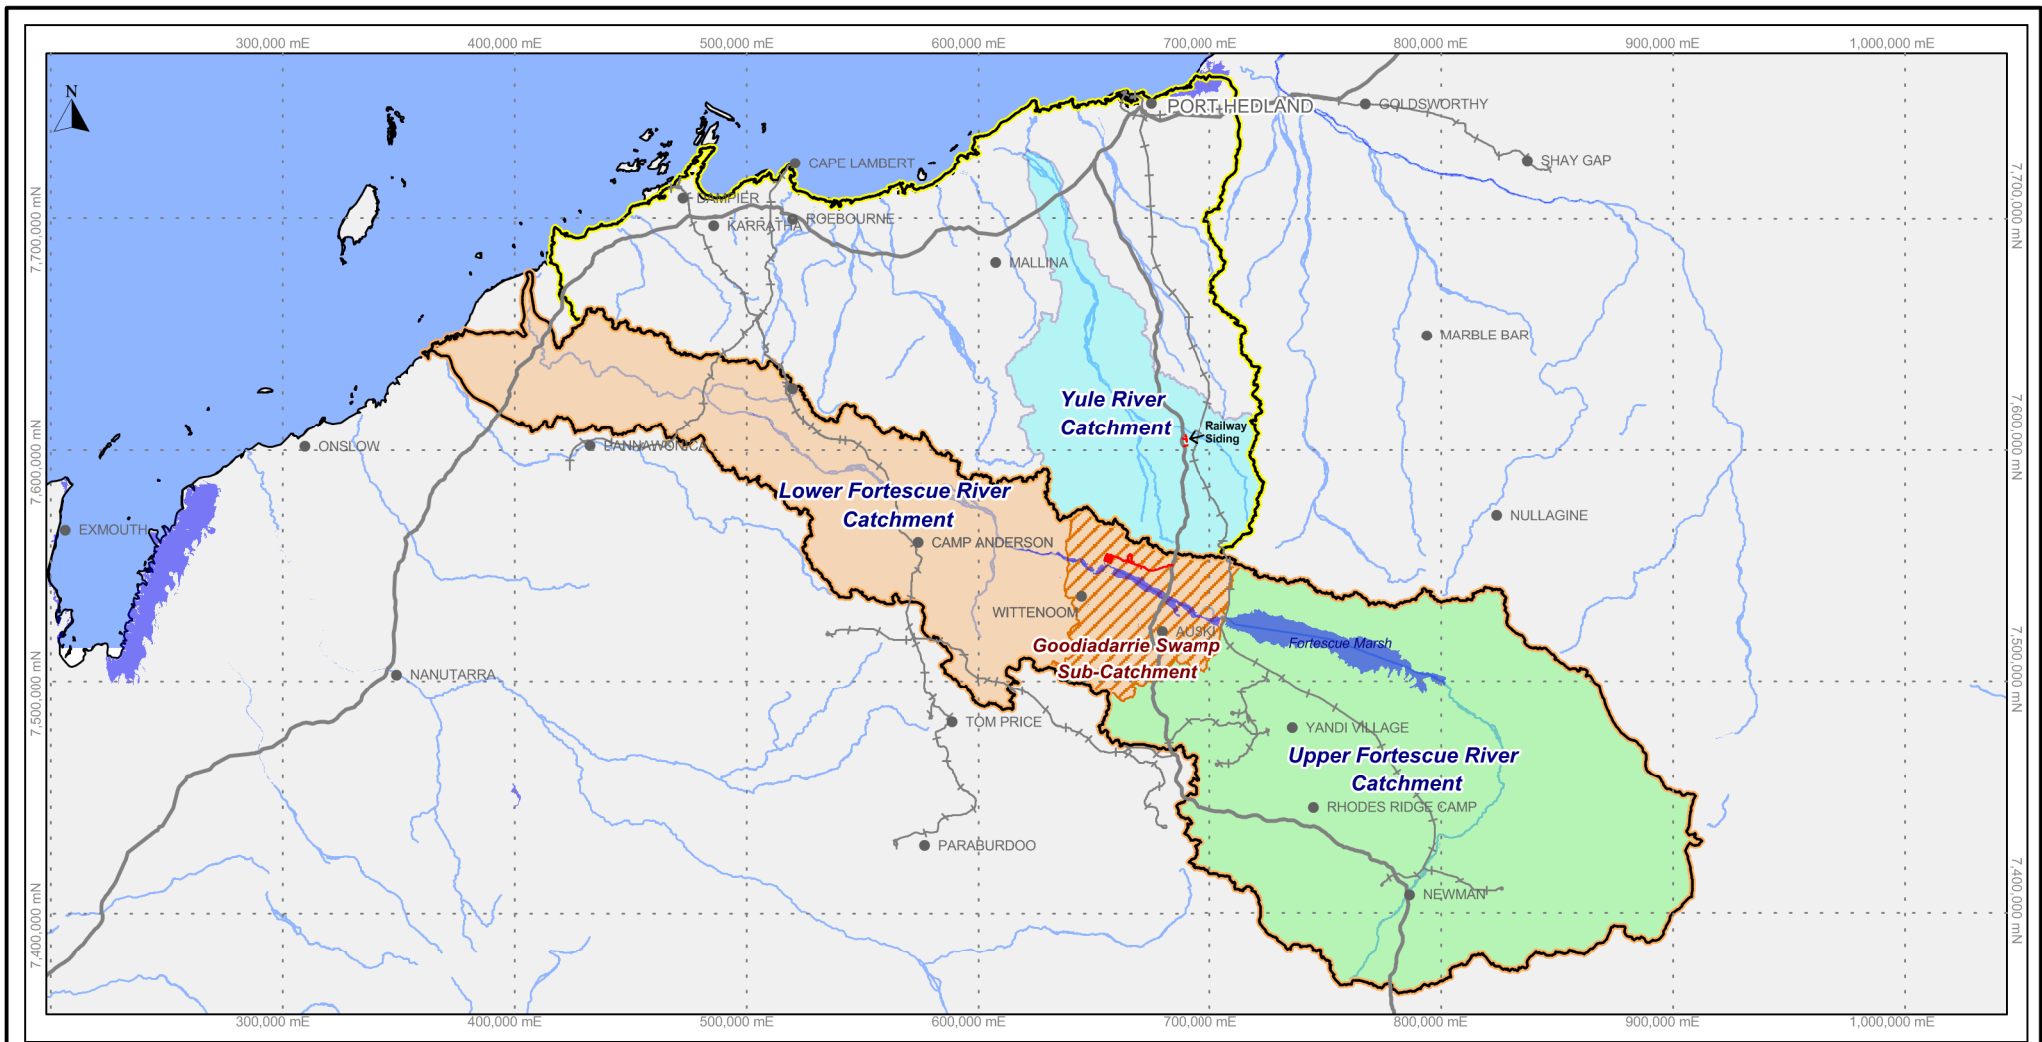 300,000 mE 400,000 mE 500,000 mE 600,000 mE 700,000 mE 800,000 mE 900,000 mE 1,000,000 mE
N
PORT HEDLAND
GOLDSWORTHY
CAPE LAMBERT
SHAY GAP
DAMPIER
ROEBOURNE
KARRATHA
7,700,000 mN
7,700,000 mN
MALLINA
MARBLE BAR
Yule River
Catchment
Railway
Siding
ONSLOW
PANNAWONICA
7,600,000 mN
7,600,000 mN
Lower Fortescue River
Catchment
NULLAGINE
EXMOUTH
CAMP ANDERSON
WITTENOOM
AUSKI
Fortescue Marsh
Goodiadarrie Swamp
Sub-Catchment
NANUTARRA
7,500,000 mN
7,500,000 mN
TOM PRICE
YANDI VILLAGE
Upper Fortescue River
Catchment
RHODES RIDGE CAMP
PARABURDOO
NEWMAN
7,400,000 mN
7,400,000 mN
300,000 mE 400,000 mE 500,000 mE 600,000 mE 700,000 mE 800,000 mE 900,000 mE 1,000,000 mE